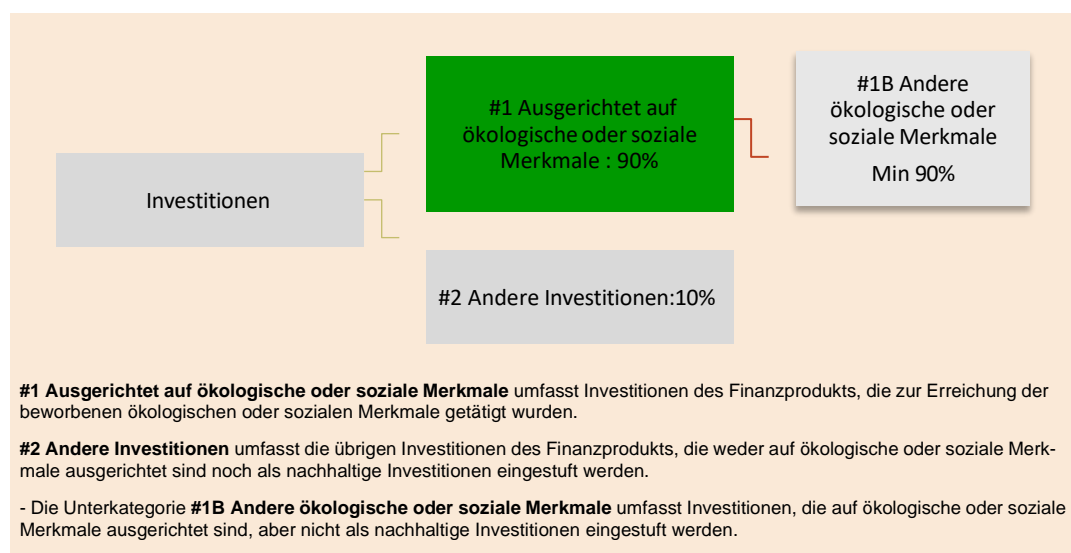 #1 Ausgerichtet auf
ökologische oder soziale
Merkmale : 90%
#1B Andere
ökologische oder
soziale Merkmale
Min 90%
Investitionen
#2 Andere Investitionen:10%
#1 Ausgerichtet auf ökologische oder soziale Merkmale umfasst Investitionen des Finanzprodukts, die zur Erreichung der
beworbenen ökologischen oder sozialen Merkmale getätigt wurden.
#2 Andere Investitionen umfasst die übrigen Investitionen des Finanzprodukts, die weder auf ökologische oder soziale Merk-
male ausgerichtet sind noch als nachhaltige Investitionen eingestuft werden.
- Die Unterkategorie #1B Andere ökologische oder soziale Merkmale umfasst Investitionen, die auf ökologische oder soziale
Merkmale ausgerichtet sind, aber nicht als nachhaltige Investitionen eingestuft werden.